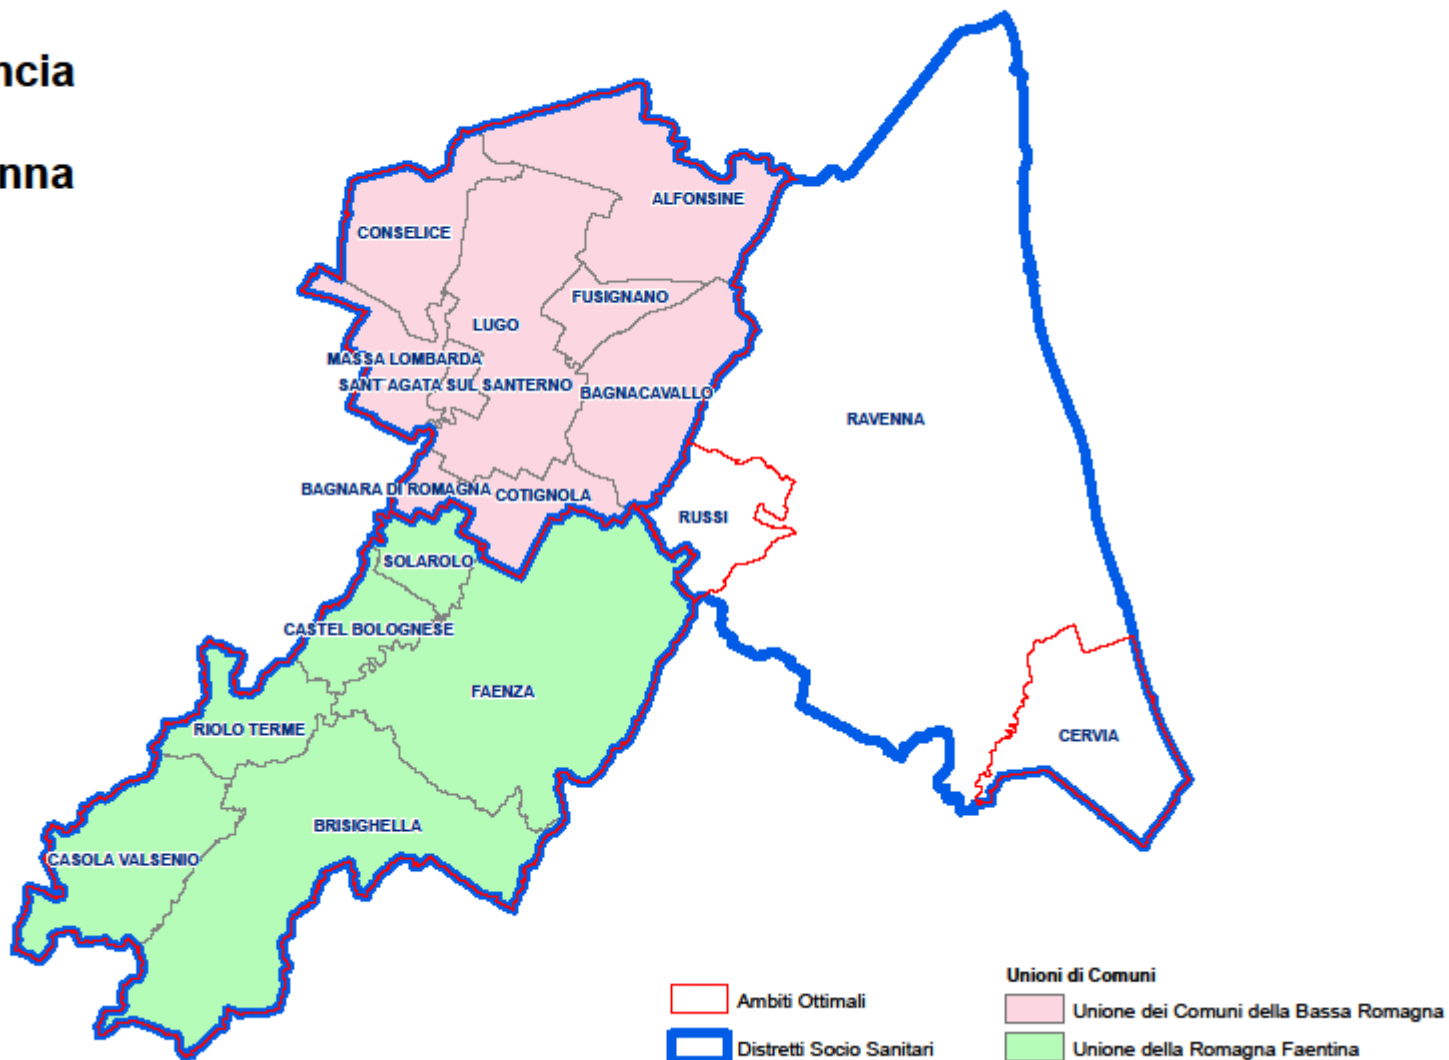 ncia
nna
ALFONSINE
CONSELICE
FUSIGNANO
LUGO
MASSA LOMBARDA
SANT`AGATA SUL SANTERNO
BAGNACAVALLO
RAVENNA
BAGNARA DI ROMAGNA
COTIGNOLA
RUSSI
SOLAROLO
CASTEL BOLOGNESE
FAENZA
RIOLO TERME
CERVIA
BRISIGHELLA
CASOLA VALSENIO
Unioni di Comuni
Ambiti Ottimali
Unione dei Comuni della Bassa Romagna
Distretti Socio Sanitari
Unione della Romagna Faentina